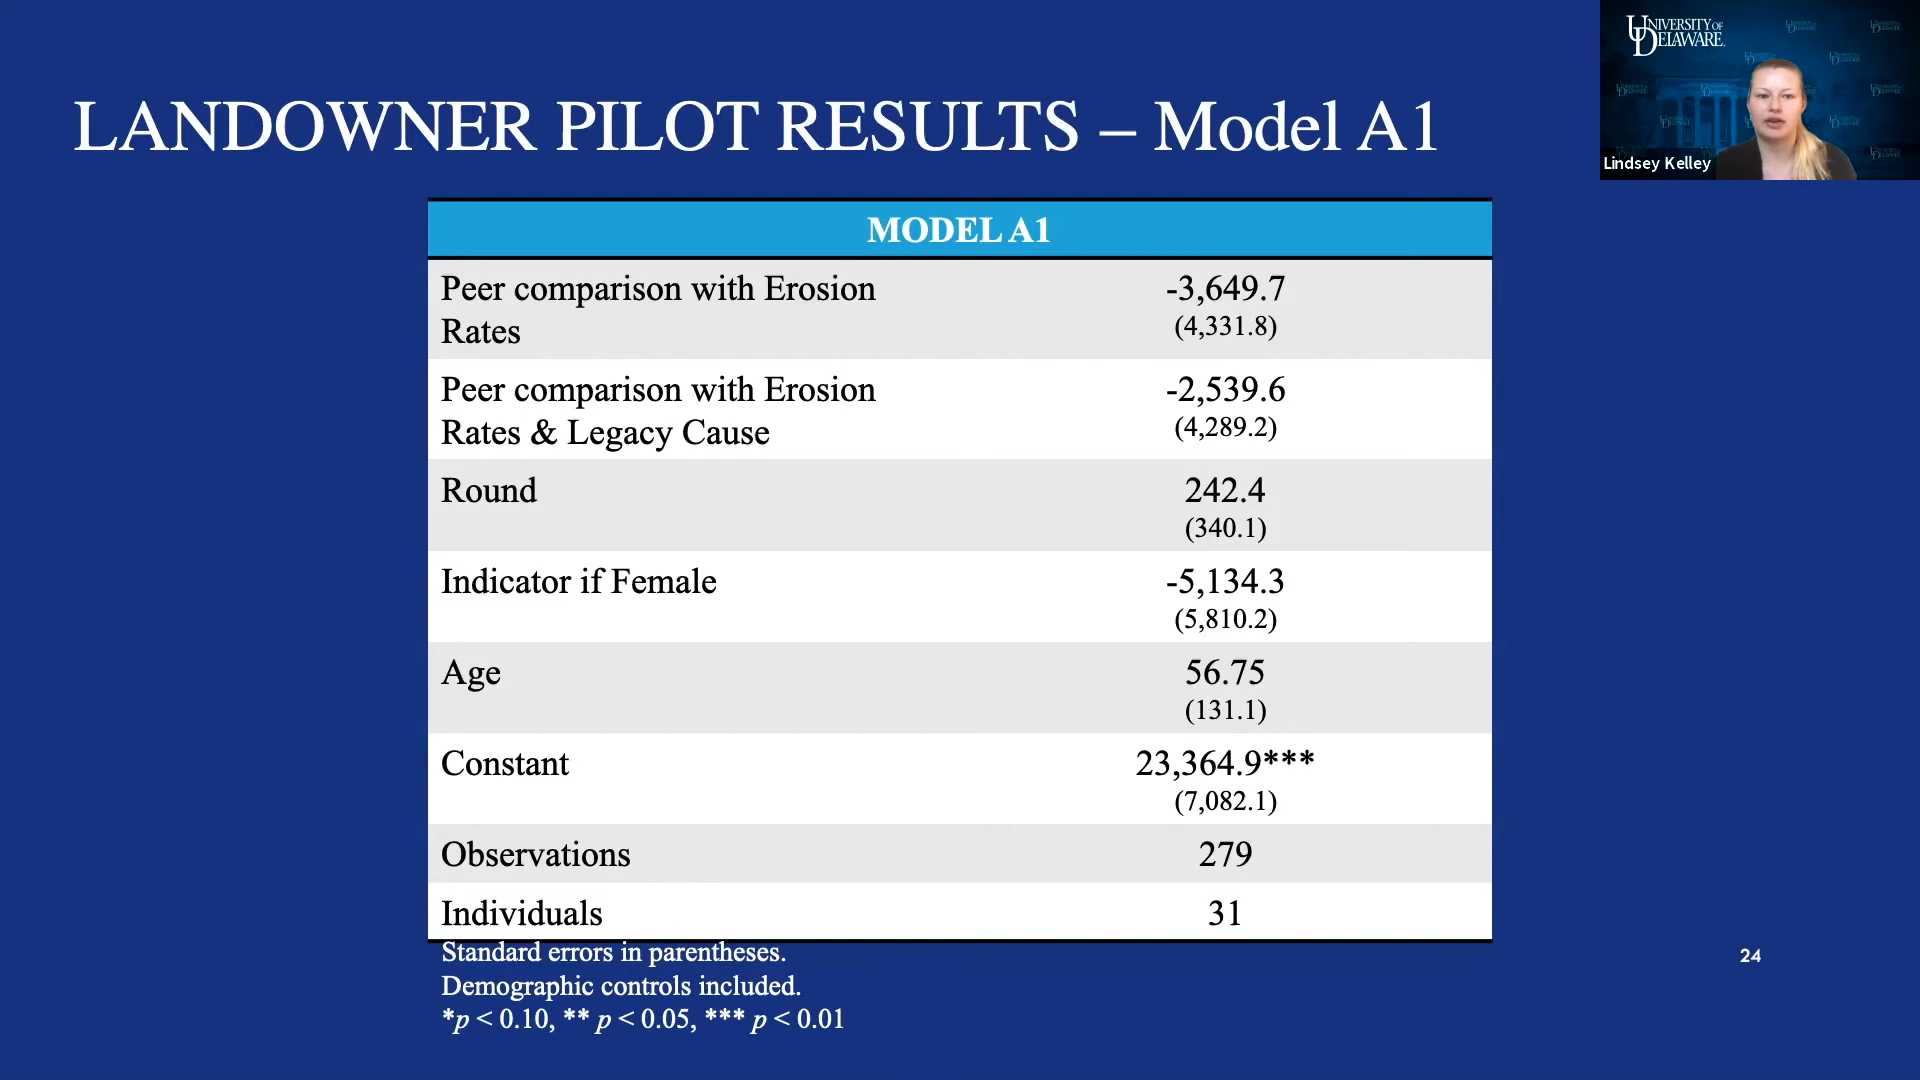 UNIVERSITY OF
DELAWARE
Lindsey Kelley
LANDOWNER PILOT RESULTS – Model A1
MODEL A1
Peer comparison with Erosion
Rates
-3,649.7
(4,331.8)
Peer comparison with Erosion
Rates & Legacy Cause
-2,539.6
(4,289.2)
Round
242.4
(340.1)
Indicator if Female
-5,134.3
(5,810.2)
Age
56.75
(131.1)
Constant
23,364.9***
(7,082.1)
Observations
279
Individuals
31
Standard errors in parentheses.
Demographic controls included.
*p < 0.10, ** p < 0.05, *** p < 0.01
24